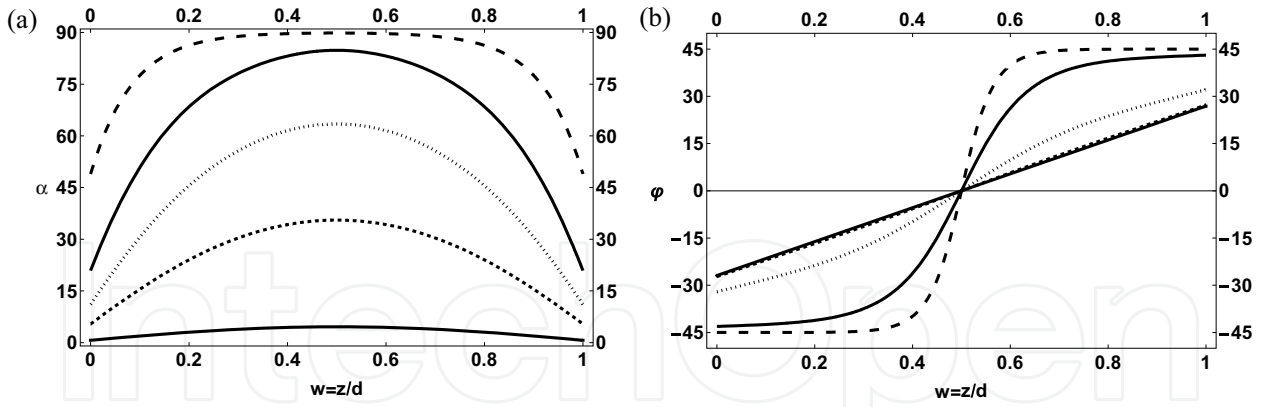 (a)
0 0.2 0.4 0.6 0.8 1
90 90
75 75
60 60
α 45 45
30 30
15 15
0 0
0 0.2 0.4 0.6 0.8 1
w=z/d
(b)
0 0.2 0.4 0.6 0.8 1
45 45
30 30
15 15
φ 0 0
−15 −15
−30 −30
−45 −45
0 0.2 0.4 0.6 0.8 1
w=z/d
intechopen